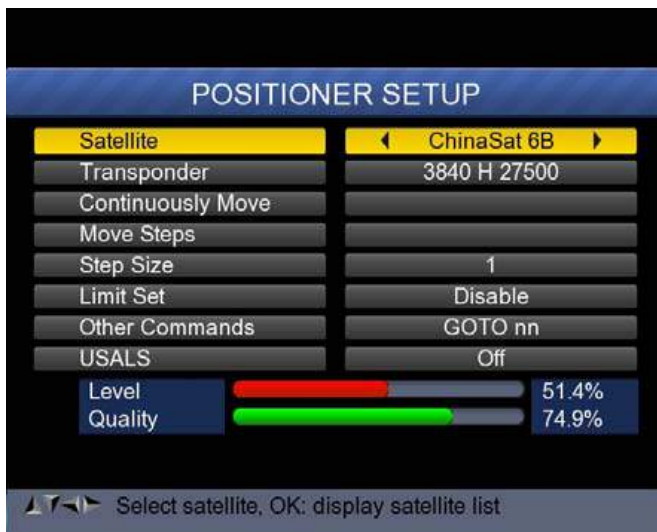 POSITIONER SETUP
Satellite ChinaSat 6B
Transponder 3840 H 27500
Continuously Move
Move Steps
Step Size 1
Limit Set Disable
Other Commands GOTO nn
USALS Off
Level 51.4%
Quality 74.9%
Select satellite, OK: display satellite list